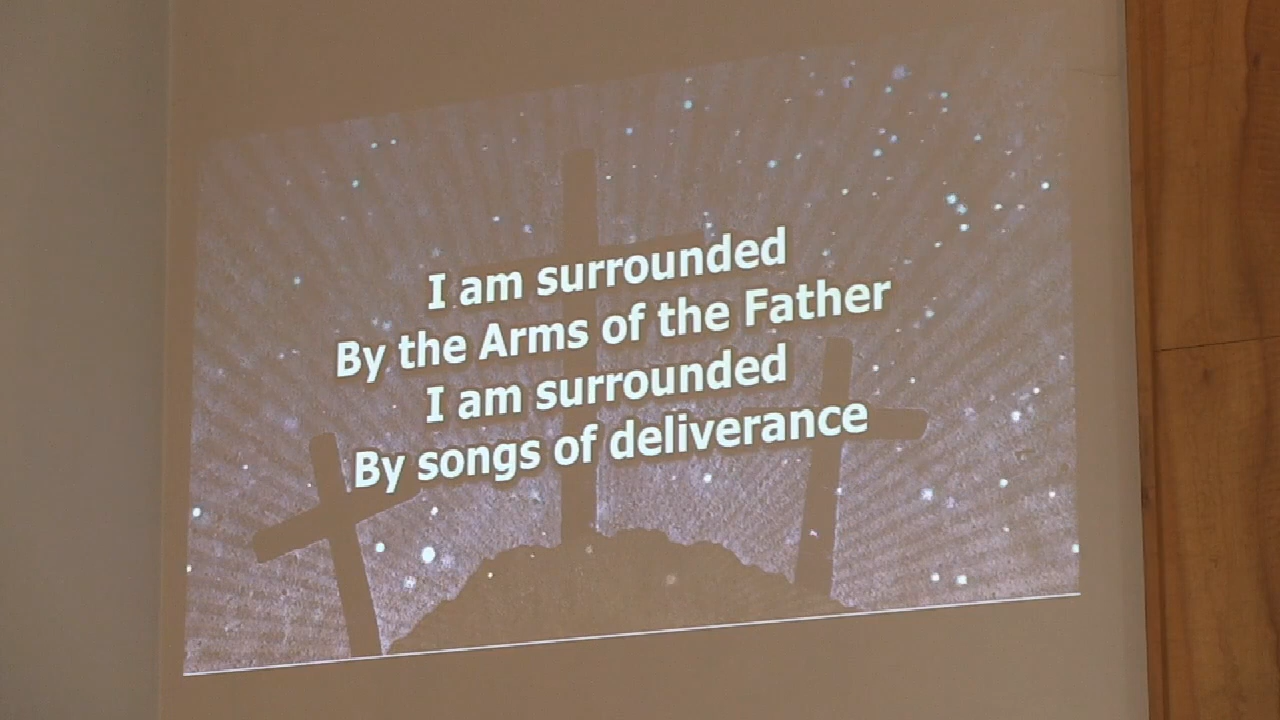 I am surrounded
By the Arms of the Father
I am surrounded
By songs of deliverance